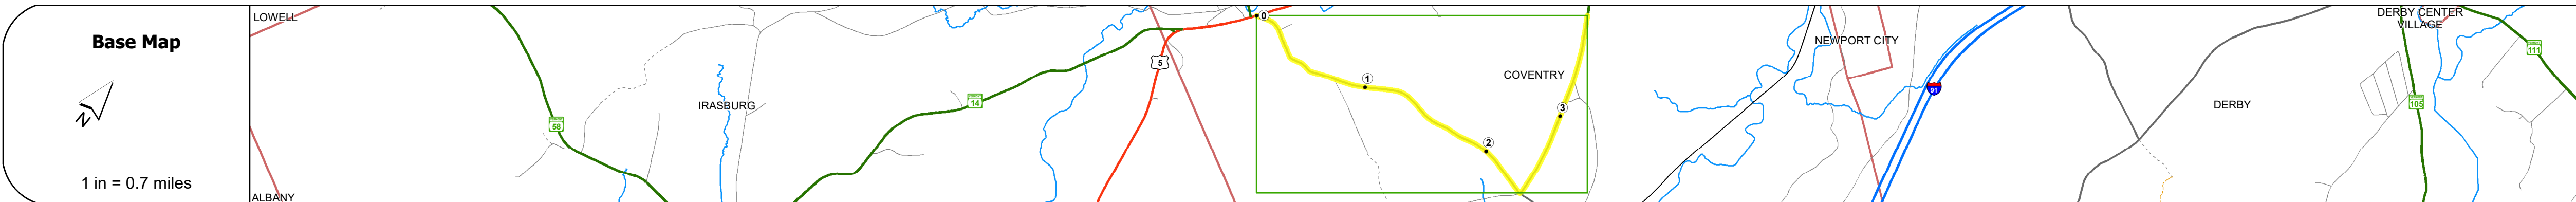 Base Map
N
1 in = 0.7 miles
LOWELL
ALBANY
58
IRASBURG
14
5
0
1
2
3
COVENTRY
NEWPORT CITY
91
DERBY
DERBY CENTER
VILLAGE
105
111